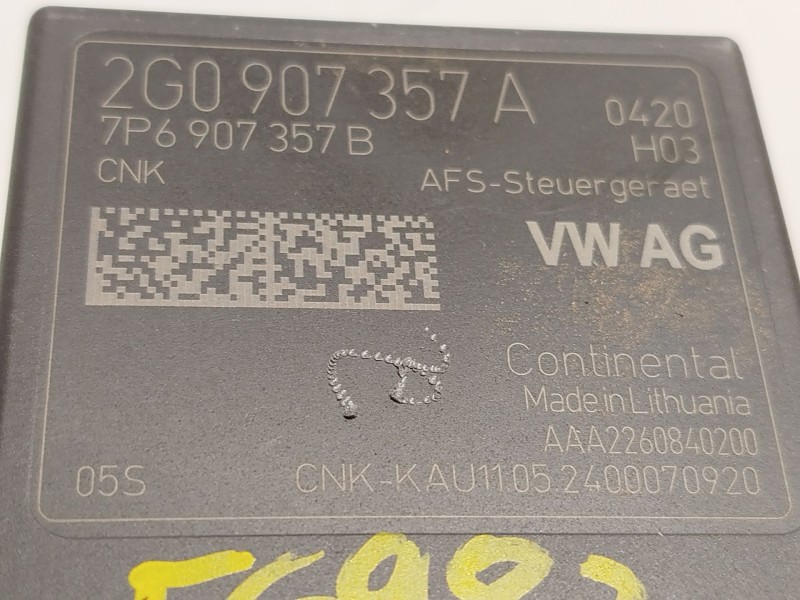 2G0 907 357 A
0420
7P6 907 357 B
H03
CNK
AFS-Steuergeraet
VW AG
Continental
Made in Lithuania
AAA2260840200
05S
CNK-KAU11.05.2400070920